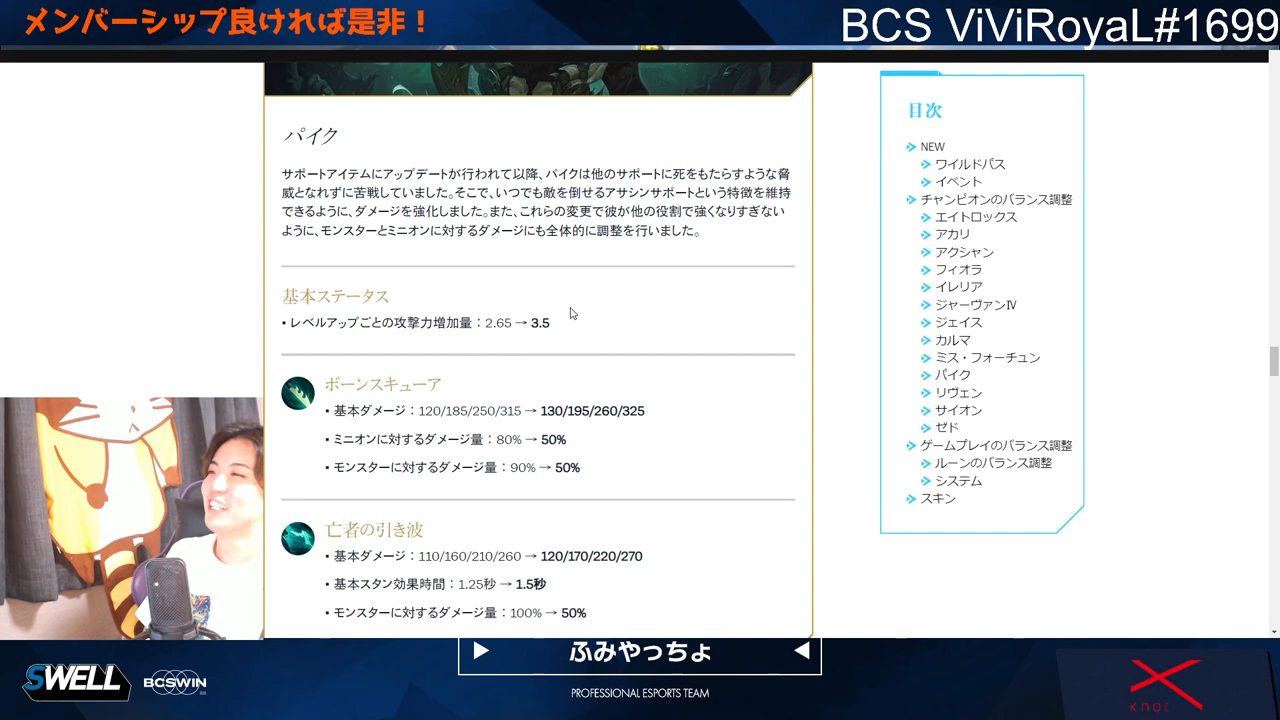 メンバーシップ良ければ是非！
BCS ViViRoyaL#1699
パイク
サポートアイテムにアップデートが行われて以降、パイクは他のサポートに死をもたらすような脅
威となれずに苦戦していました。そこで、いつでも敵を倒せるアサシンサポートという特徴を維持
できるように、ダメージを強化しました。また、これらの変更で彼が他の役割で強くなりすぎない
ように、モンスターとミニオンに対するダメージにも全体的に調整を行いました。
基本ステータス
• レベルアップごとの攻撃力増加量：2.65 → 3.5
ボーンスキューア
• 基本ダメージ：120/185/250/315 → 130/195/260/325
• ミニオンに対するダメージ量：80% → 50%
• モンスターに対するダメージ量：90% → 50%
亡者の引き波
• 基本ダメージ：110/160/210/260 → 120/170/220/270
• 基本スタン効果時間：1.25秒 → 1.5秒
• モンスターに対するダメージ量：100% → 50%
目次
NEW
ワイルドパス
イベント
チャンピオンのバランス調整
エイトロックス
アカリ
アクシャン
フィオラ
イレリア
ジャーヴァンⅣ
ジェイス
カルマ
ミス・フォーチュン
パイク
リヴェン
サイオン
ゼド
ゲームプレイのバランス調整
ルーンのバランス調整
システム
スキン
ふみやっちょ
PROFESSIONAL ESPORTS TEAM
SWELL
BCSWIN